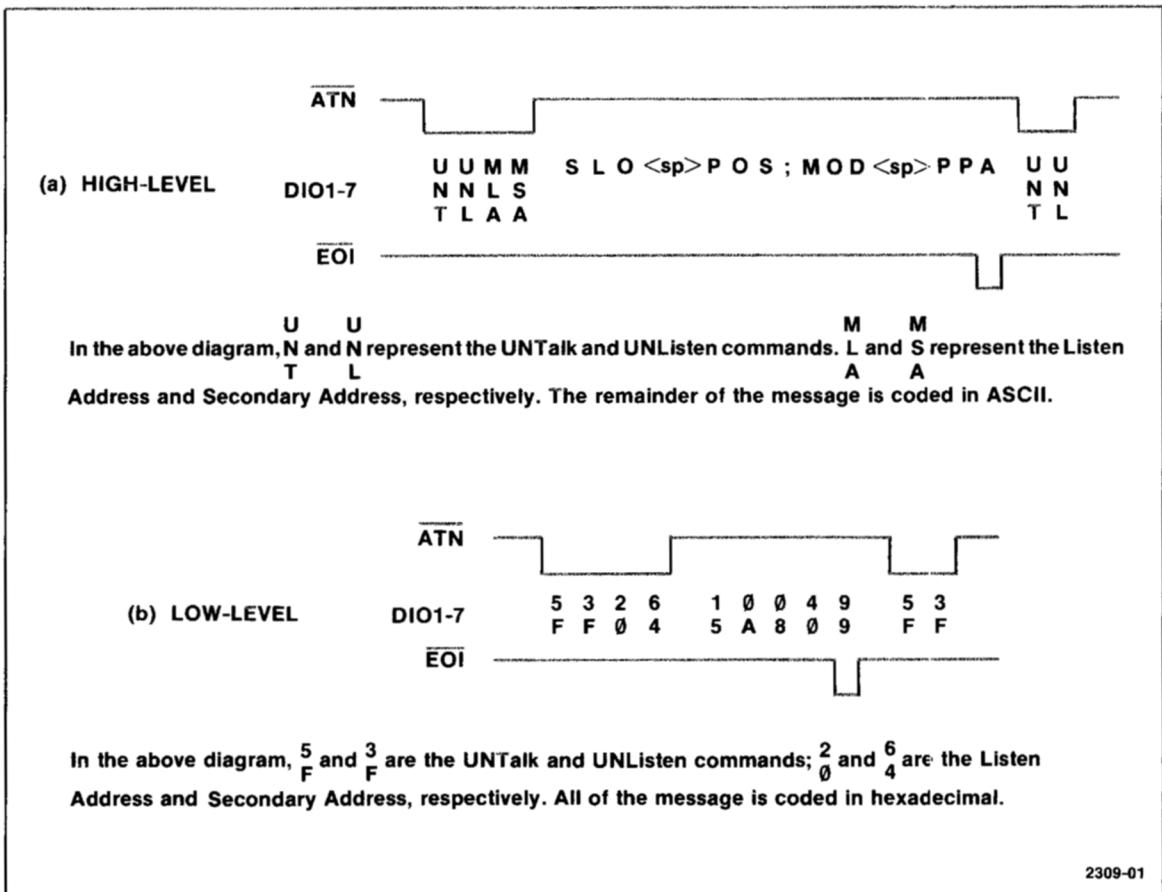 ATN
U U M M S L O <sp> P O S ; M O D <sp> P P A U U
(a) HIGH-LEVEL DIO1-7 N N L S N N
T L A A T L
EOI
U U M M
In the above diagram, N and N represent the UNTalk and UNListen commands. L and S represent the Listen
T L A A
Address and Secondary Address, respectively. The remainder of the message is coded in ASCII.
ATN
5 3 2 6 1 Ø Ø 4 9 5 3
(b) LOW-LEVEL DIO1-7
F F Ø 4 5 A 8 Ø 9 F F
EOI
5 3 2 6
In the above diagram, and are the UNTalk and UNListen commands; and are the Listen
F F Ø 4
Address and Secondary Address, respectively. All of the message is coded in hexadecimal.
2309-01